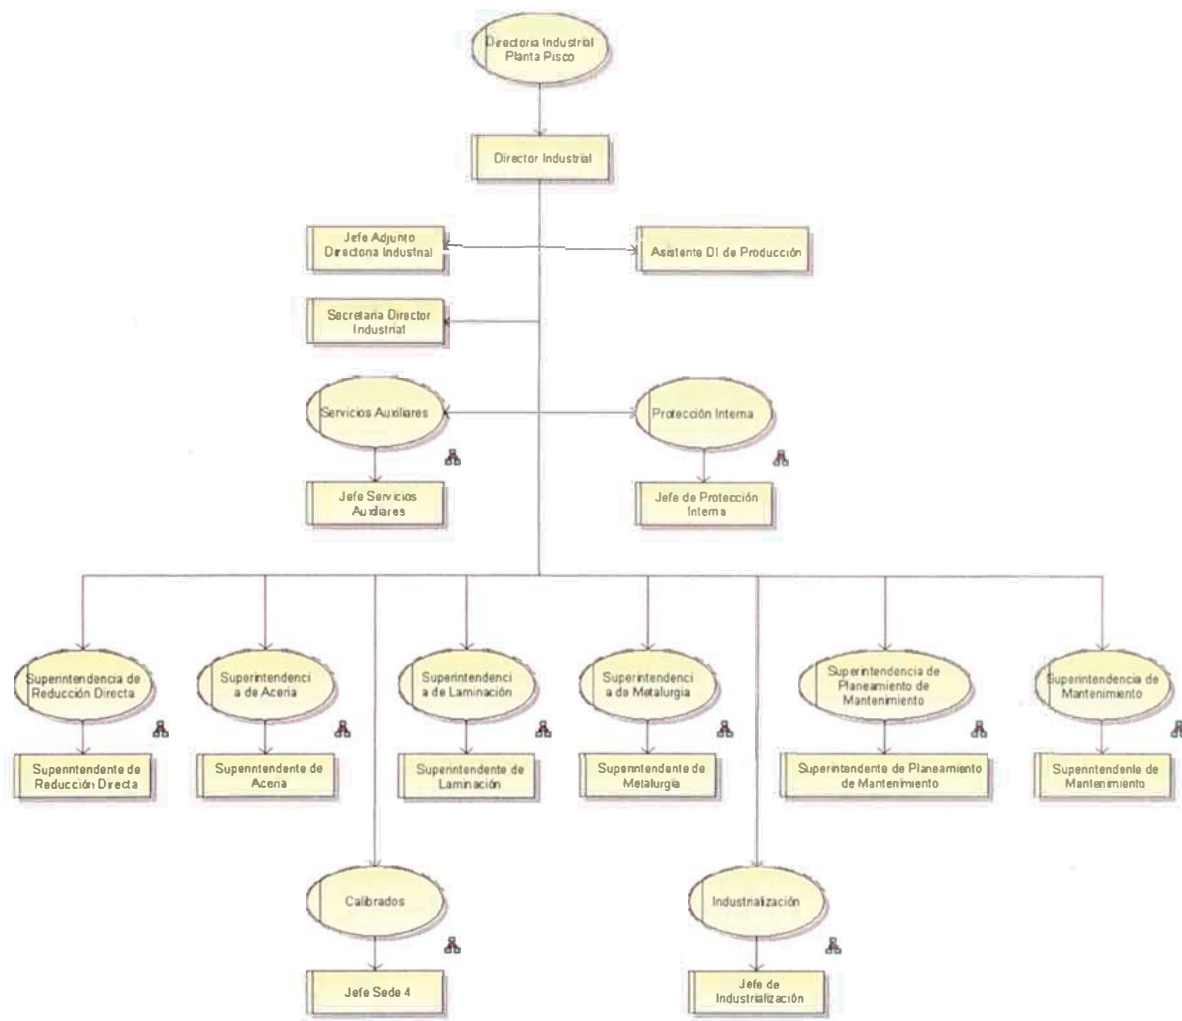 Directoria Industrial
Planta Pisco
Director Industrial
Jefe Adjunto
Directoria Industrial
Asistente DI de Producción
Secretaria Director
Industrial
Servicios Auxiliares
Protección Interna
Jefe Servicios
Auxiliares
Jefe de Protección
Interna
Superintendencia de
Reducción Directa
Superintendenci
a de Aceria
Superintendenci
a de Laminación
Superintendenci
a de Metalurgia
Superintendencia de
Planeamiento de
Mantenimiento
Superintendencia de
Mantenimiento
Superintendente de
Reducción Directa
Superintendente de
Aceria
Superintendente de
Laminación
Superintendente de
Metalurgia
Superintendente de Planeamiento
de Mantenimiento
Superintendente de
Mantenimiento
Calibrados
Industrialización
Jefe Sede 4
Jefe de
Industrialización